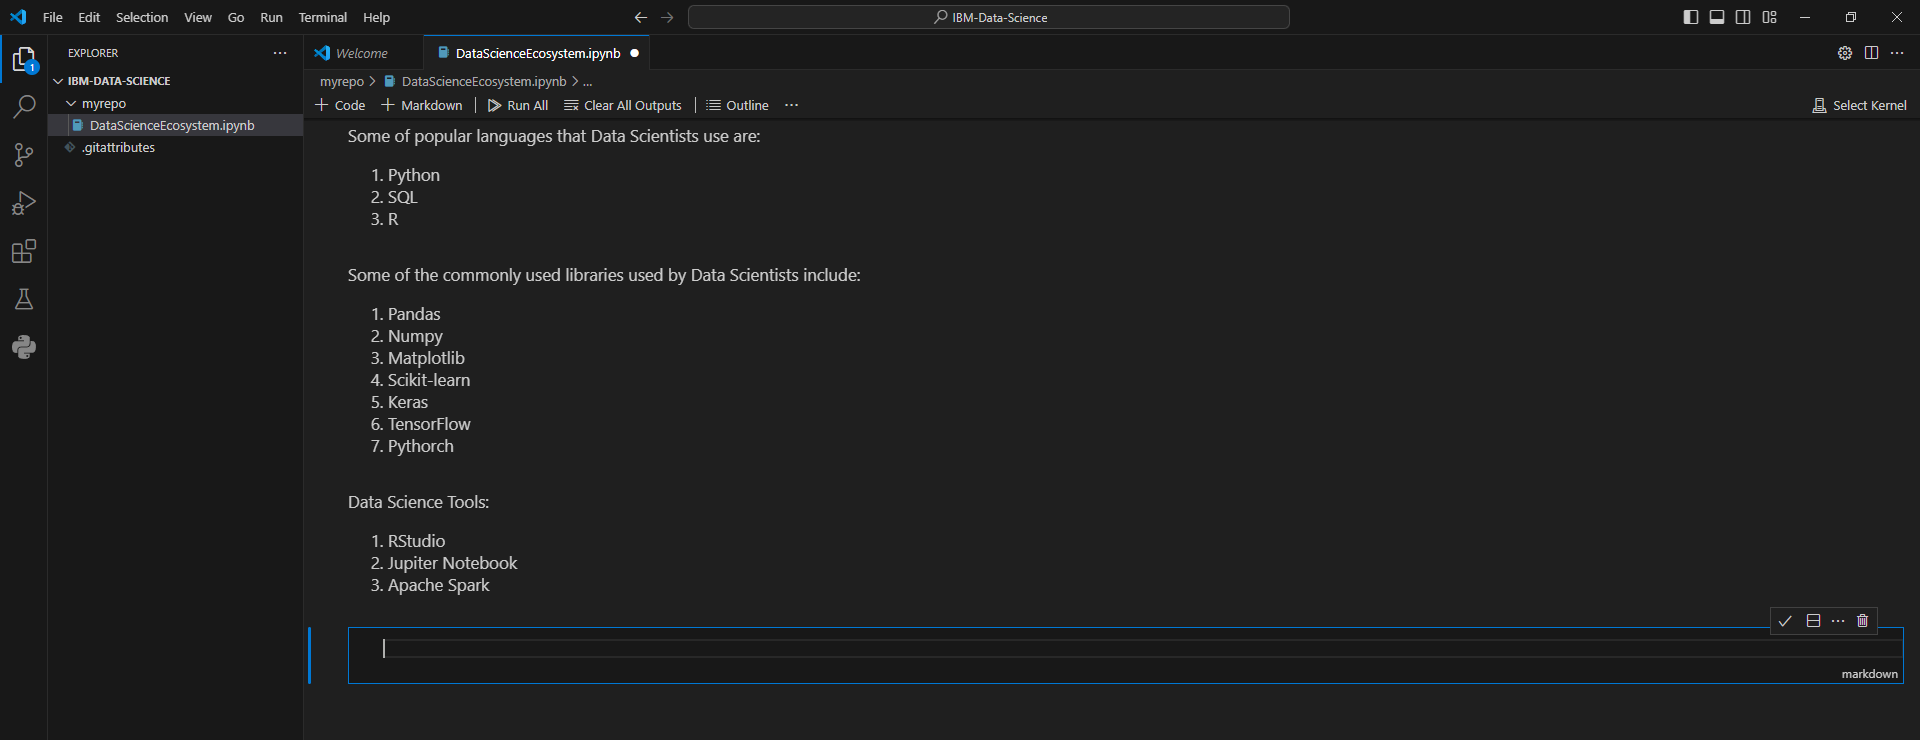 File Edit Selection View Go Run Terminal Help
IBM-Data-Science
EXPLORER
1
IBM-DATA-SCIENCE
myrepo
DataScienceEcosystem.ipynb
.gitattributes
Welcome
DataScienceEcosystem.ipynb
myrepo > DataScienceEcosystem.ipynb > ...
+ Code + Markdown | Run All Clear All Outputs | Outline ...
Select Kernel
Some of popular languages that Data Scientists use are:
1. Python
2. SQL
3. R
Some of the commonly used libraries used by Data Scientists include:
1. Pandas
2. Numpy
3. Matplotlib
4. Scikit-learn
5. Keras
6. TensorFlow
7. Pythorch
Data Science Tools:
1. RStudio
2. Jupiter Notebook
3. Apache Spark
markdown